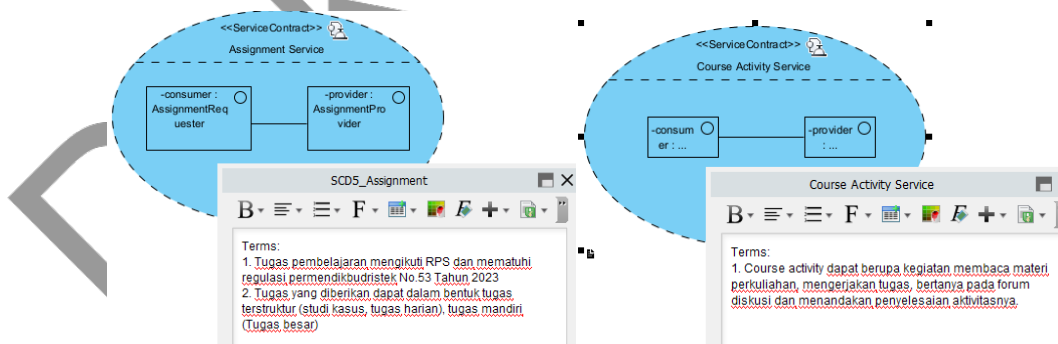 <<ServiceContract>>
Assignment Service
-consumer :
AssignmentReq
uester
-provider :
AssignmentPro
vider
SCD5_Assignment
B F F
Terms:
1. Tugas pembelajaran mengikuti RPS dan mematuhi
regulasi permendikbudristek No.53 Tahun 2023
2. Tugas yang diberikan dapat dalam bentuk tugas
terstruktur (studi kasus, tugas harian), tugas mandiri
(Tugas besar)
<<ServiceContract>>
Course Activity Service
-consum
er : ...
-provider
: ...
Course Activity Service
B F F
Terms:
1. Course activity dapat berupa kegiatan membaca materi
perkuliahan, mengerjakan tugas, bertanya pada forum
diskusi dan menandakan penyelesaian aktivitasnya.